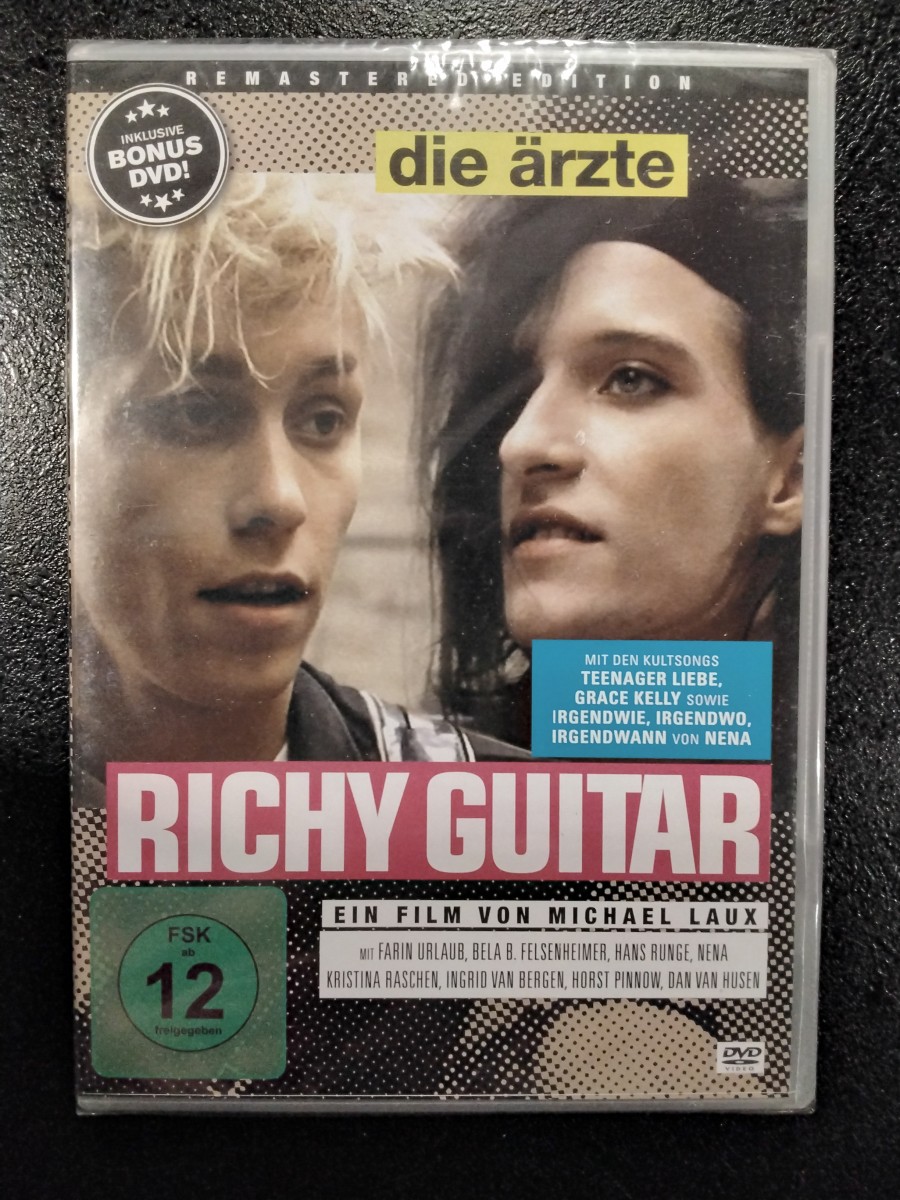 REMASTERED EDITION
INKLUSIVE
BONUS
DVD!
die ärzte
MIT DEN KULTSONGS
TEENAGER LIEBE,
GRACE KELLY SOWIE
IRGENDWIE, IRGENDWO,
IRGENDWANN VON NENA
RICHY GUITAR
EIN FILM VON MICHAEL LAUX
MIT FARIN URLAUB, BELA B. FELSENHEIMER, HANS RUNGE, NENA
KRISTINA RASCHEN, INGRID VAN BERGEN, HORST PINNOW, DAN VAN HUSEN
FSK
ab
12
freigegeben
DVD
VIDEO